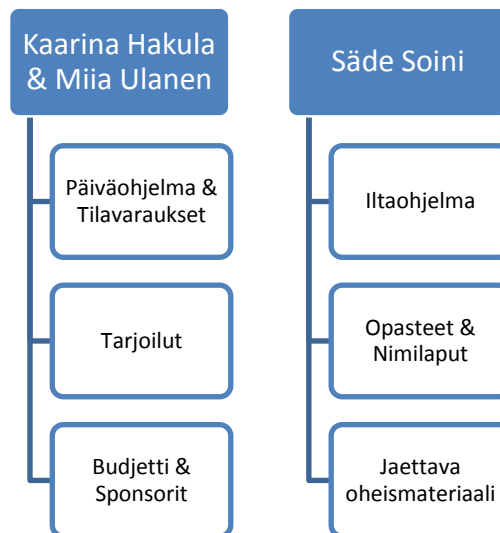 Kaarina Hakula
& Miia Ulanen
Päiväohjelma &
Tilavaraukset
Tarjoilut
Budjetti &
Sponsorit
Säde Soini
Iltaohjelma
Opasteet &
Nimilaput
Jaettava
oheismateriaali